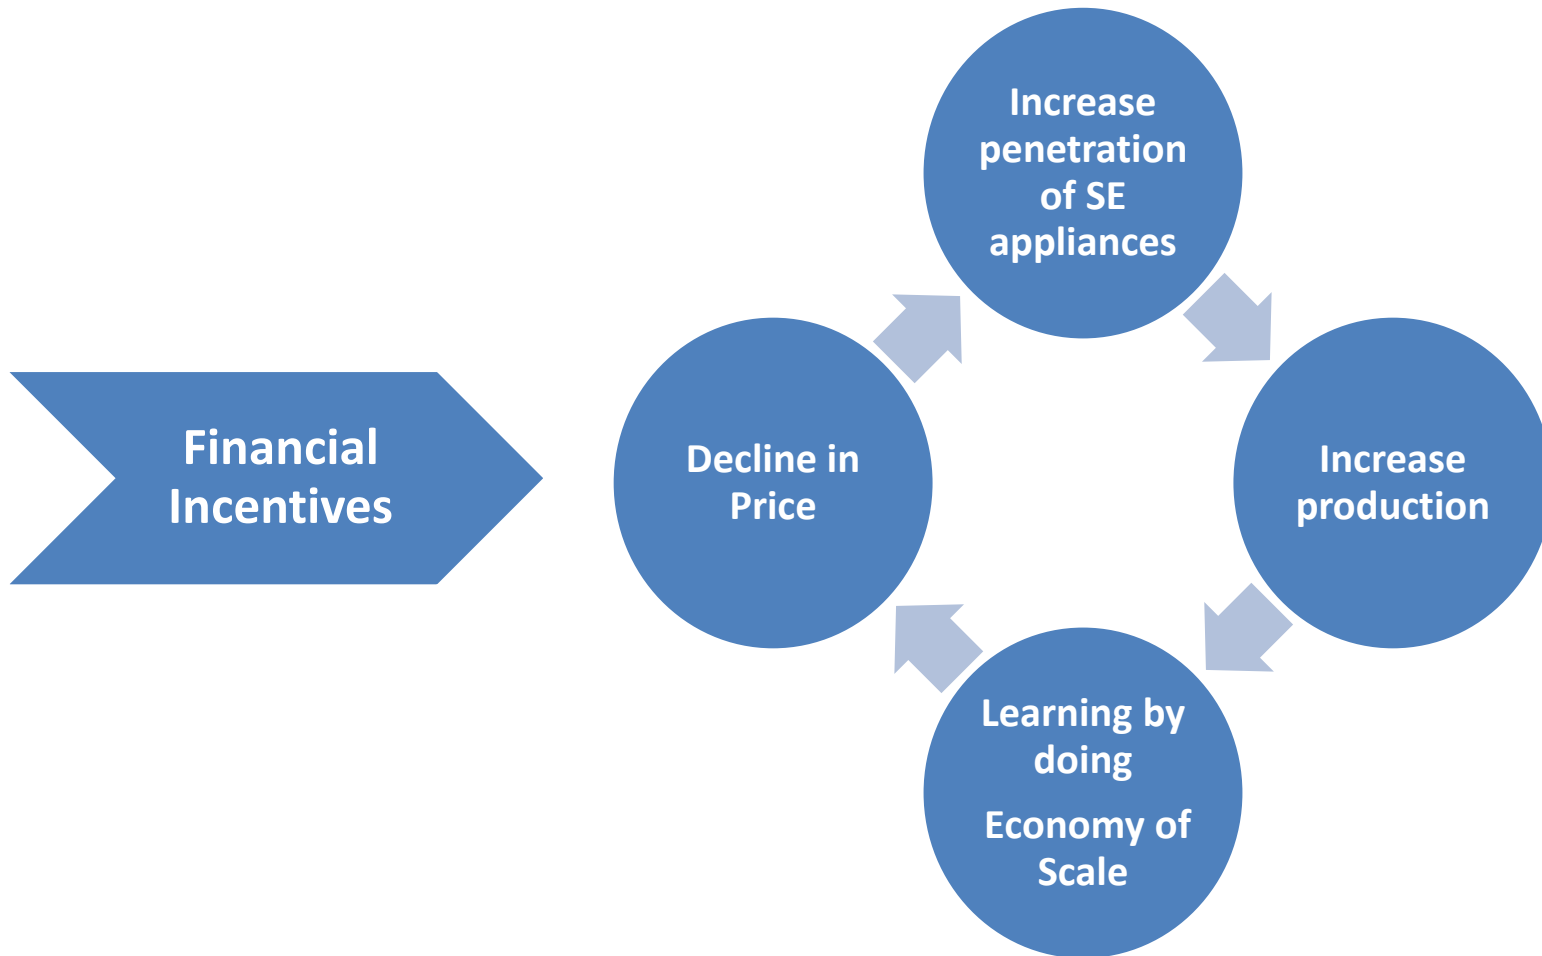 Financial
Incentives
Increase
penetration
of SE
appliances
Decline in
Price
Increase
production
Learning by
doing
Economy of
Scale